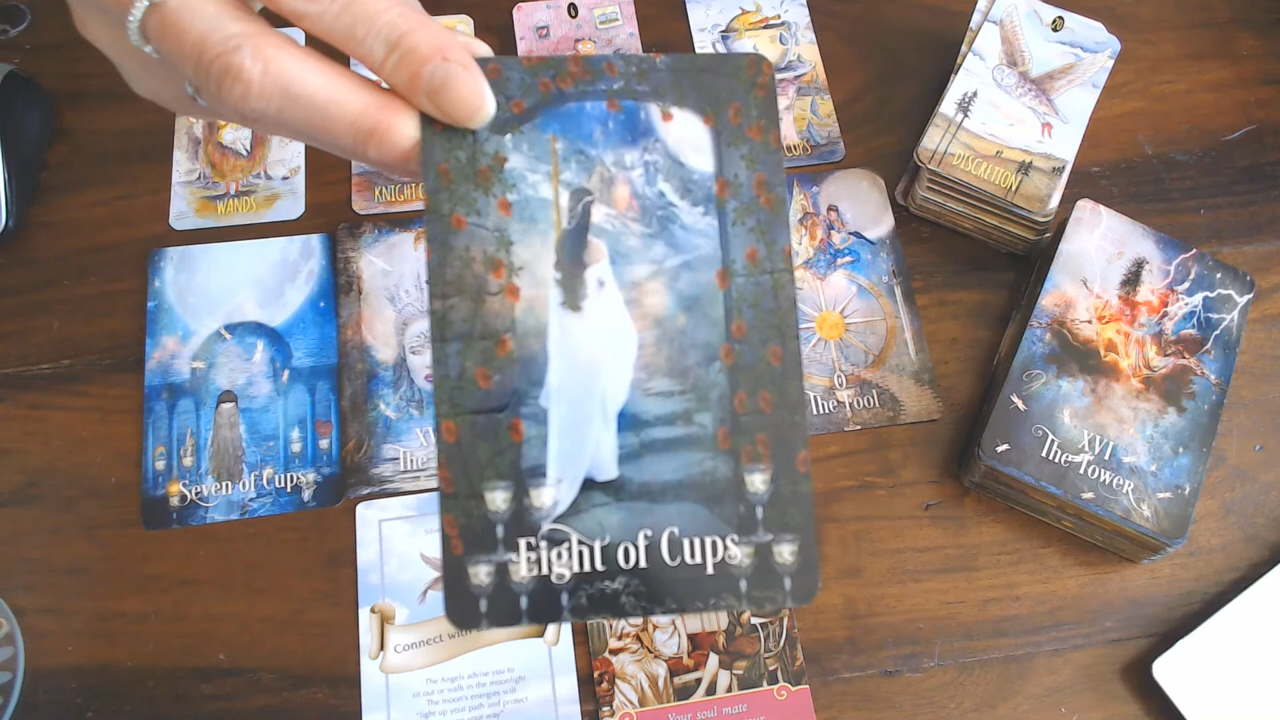 20
DISCRETION
WANDS
KNIGHT
CUPS
Seven of Cups
The
0
The Fool
XVI
The Tower
Eight of Cups
Connect with
The Angels advise you to
sit out or walk in the moonlight.
The moon's energies will
"light up your path and protect
your way"
Your soul mate